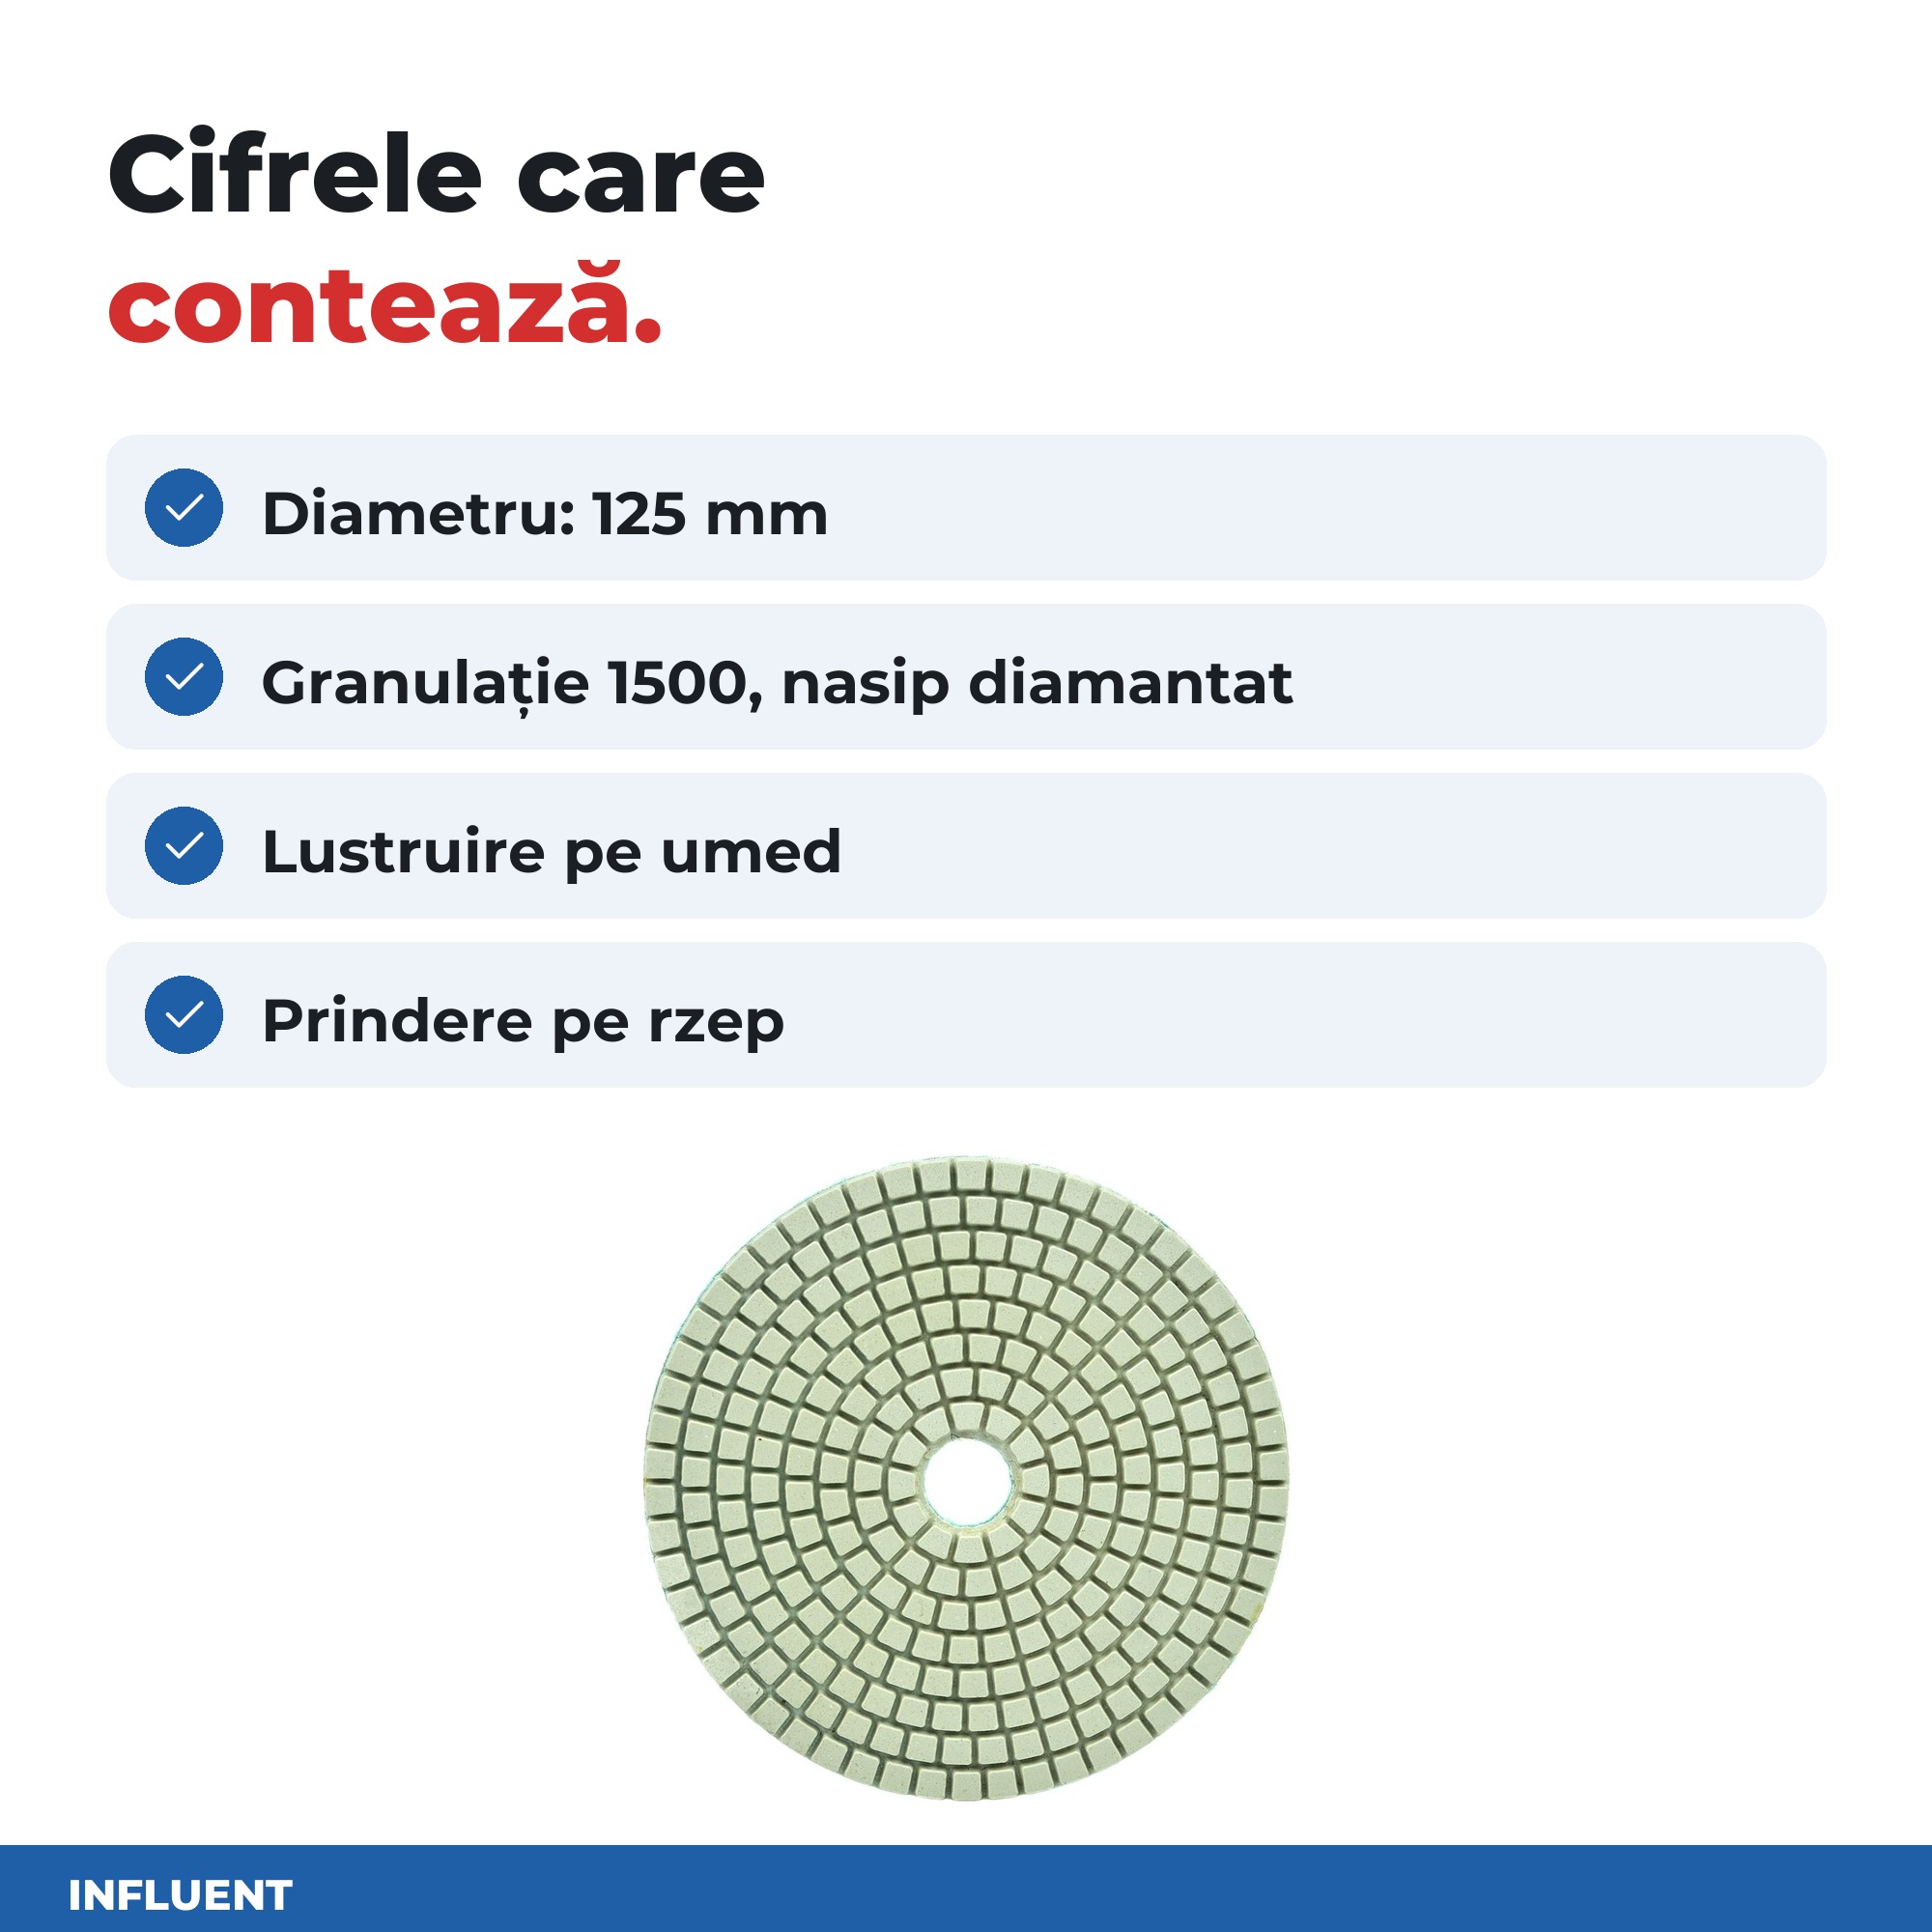 Cifrele care
contează.
Diametru: 125 mm
Granulație 1500, nasip diamantat
Lustruire pe umed
Prindere pe rzep
INFLUENT